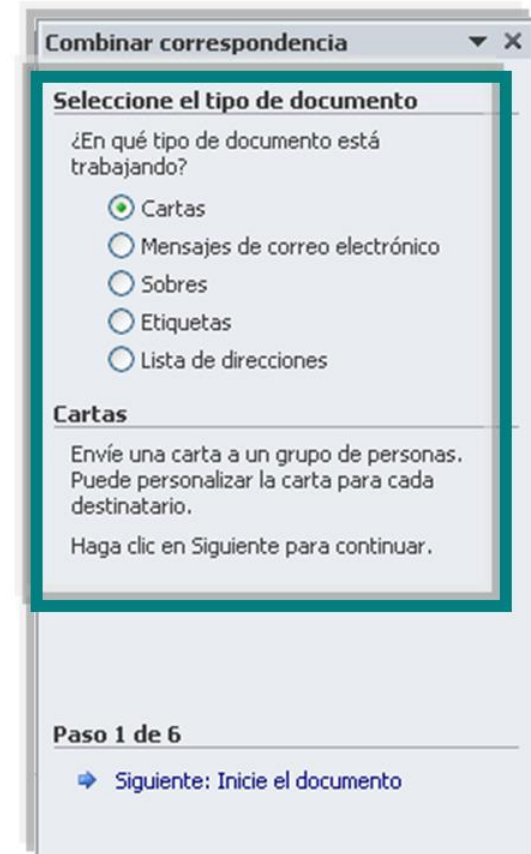 Combinar correspondencia
Seleccione el tipo de documento
¿En qué tipo de documento está
trabajando?
Cartas
Mensajes de correo electrónico
Sobres
Etiquetas
Lista de direcciones
Cartas
Envíe una carta a un grupo de personas.
Puede personalizar la carta para cada
destinatario.
Haga clic en Siguiente para continuar.
Paso 1 de 6
Siguiente: Inicie el documento